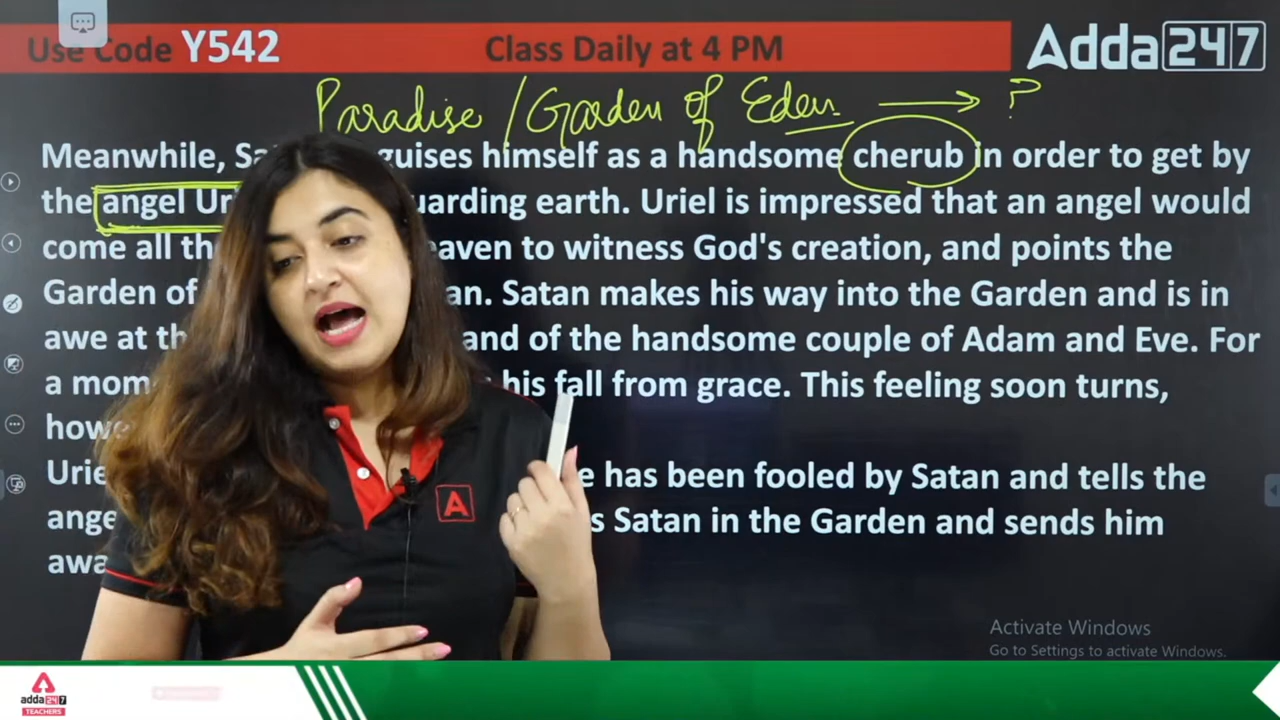 Use Code Y542 Class Daily at 4 PM Adda247
Paradise / Garden of Eden → ?
Meanwhile, guises himself as a handsome cherub in order to get by
the angel uarding earth. Uriel is impressed that an angel would
come all eaven to witness God's creation, and points the
Garden of an. Satan makes his way into the Garden and is in
awe at and of the handsome couple of Adam and Eve. For
a mom his fall from grace. This feeling soon turns,
howe
Urie e has been fooled by Satan and tells the
ange s Satan in the Garden and sends him
awa
A
Activate Windows
Go to Settings to activate Windows.
adda247
TEACHERS